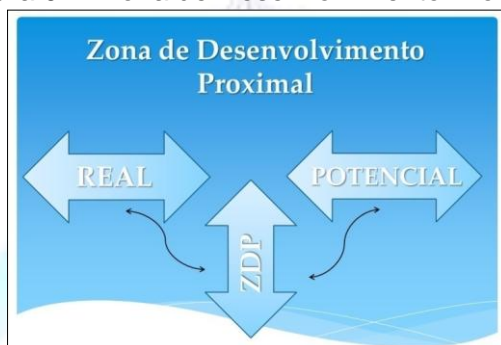 Zona de Desenvolvimento
Proximal
REAL
POTENCIAL
ZDP